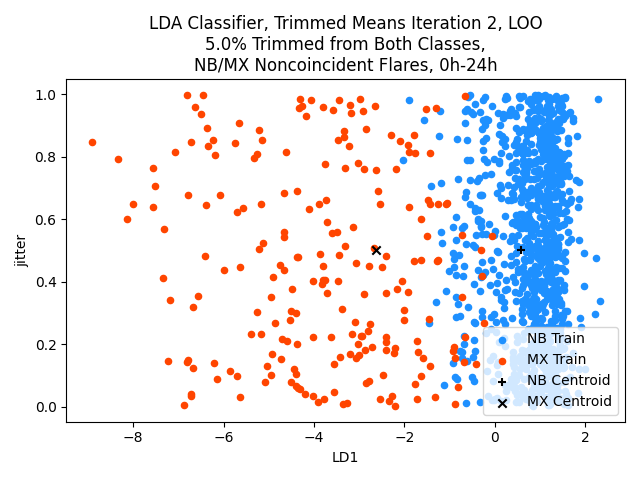 LDA Classifier, Trimmed Means Iteration 2, LOO
5.0% Trimmed from Both Classes,
NB/MX Noncoincident Flares, 0h-24h
1.0
0.8
0.6
0.4
0.2
0.0
jitter
NB Train
MX Train
NB Centroid
MX Centroid
−8
−6
−4
−2
0
2
LD1